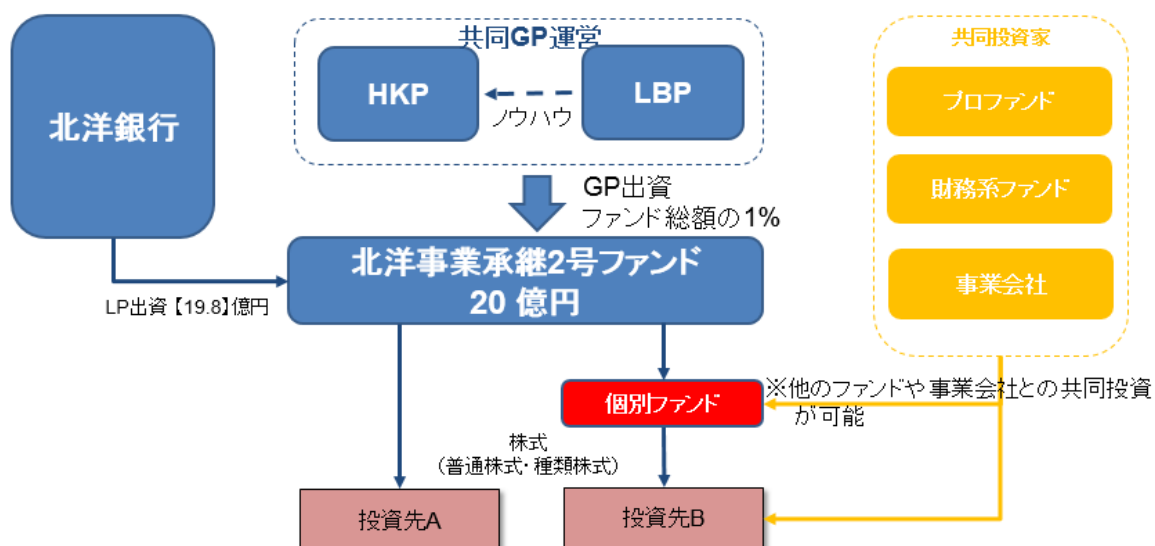 北洋銀行
共同GP運営
HKP
LBP
ノウハウ
GP出資
ファンド総額の1%
北洋事業承継2号ファンド
20 億円
LP出資【19.8】億円
共同投資家
プロファンド
財務系ファンド
事業会社
個別ファンド
※他のファンドや事業会社との共同投資
が可能
株式
（普通株式・種類株式）
投資先A
投資先B